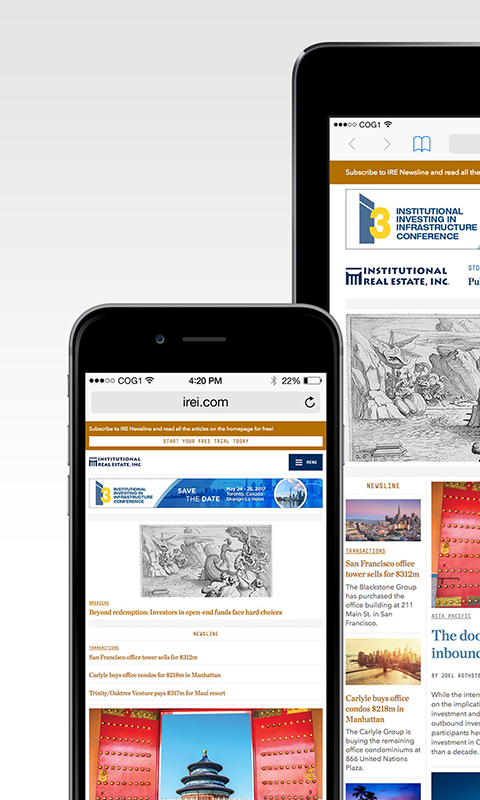 COG1
Subscribe to IRE Newsline and read all the
INSTITUTIONAL
INVESTING IN
INFRASTRUCTURE
CONFERENCE
INSTITUTIONAL
REAL ESTATE, INC.
NEWSLINE
TRANSACTIONS
San Francisco office
tower sells for $312m
The Blackstone Group
has purchased the
office building at 211
Main St. in San
Francisco.
Carlyle buys office
condos $218m in
Manhattan
The Carlyle Group is
buying the remaining
office condominiums at
866 United Nations
Plaza.
ASIA PACIFIC
The doo
inbound
BY JOEL ROTHSTE
While the intern
on the implicatio
investment and
outbound inves
participants hav
investment in C
than a decade.
COG1 4:20 PM 22%
irei.com
Subscribe to IRE Newsline and read all the articles on the homepage for free!
START YOUR FREE TRIAL TODAY
INSTITUTIONAL
REAL ESTATE, INC.
MENU
i3 INSTITUTIONAL
INVESTING IN
INFRASTRUCTURE
CONFERENCE
SAVE
THE DATE
May 24 - 25, 2017
Toronto, Canada
Shangri-La Hotel
AMERICAS
Beyond redemption: Investors in open-end funds face hard choices
NEWSLINE
TRANSACTIONS
San Francisco office tower sells for $312m
Carlyle buys office condos for $218m in Manhattan
Trinity/Oaktree Venture pays $317m for Maui resort